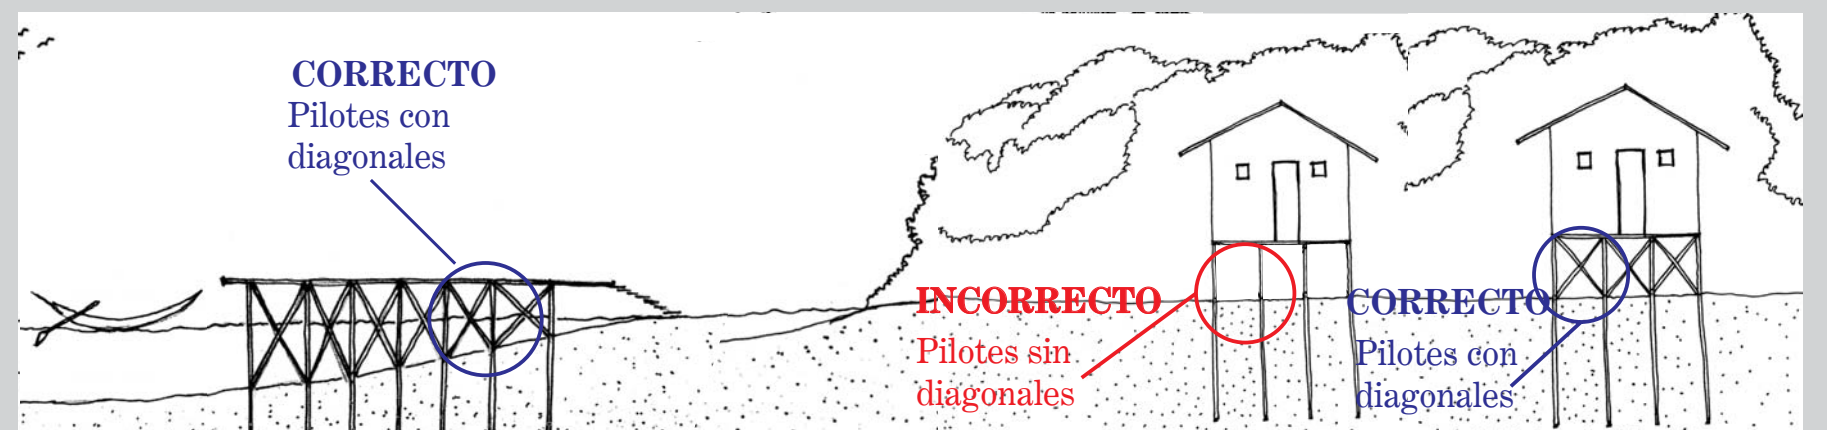 CORRECTO
Pilotes con
diagonales
INCORRECTO
Pilotes sin
diagonales
CORRECTO
Pilotes con
diagonales